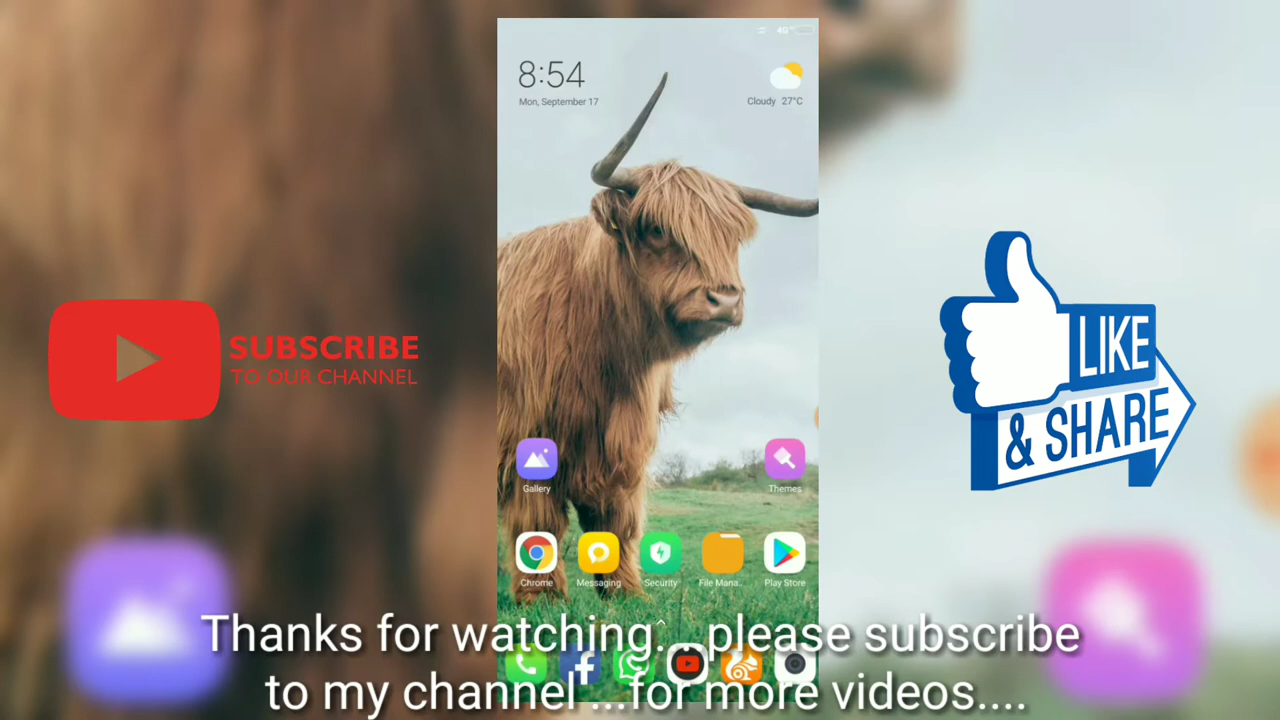 4G
8:54
Mon, September 17
Cloudy 27°C
SUBSCRIBE
TO OUR CHANNEL
LIKE
& SHARE
Gallery
Themes
Chrome
Messaging
Security
File Mana..
Play Store
Thanks for watching....please subscribe
to my channel ...for more videos....